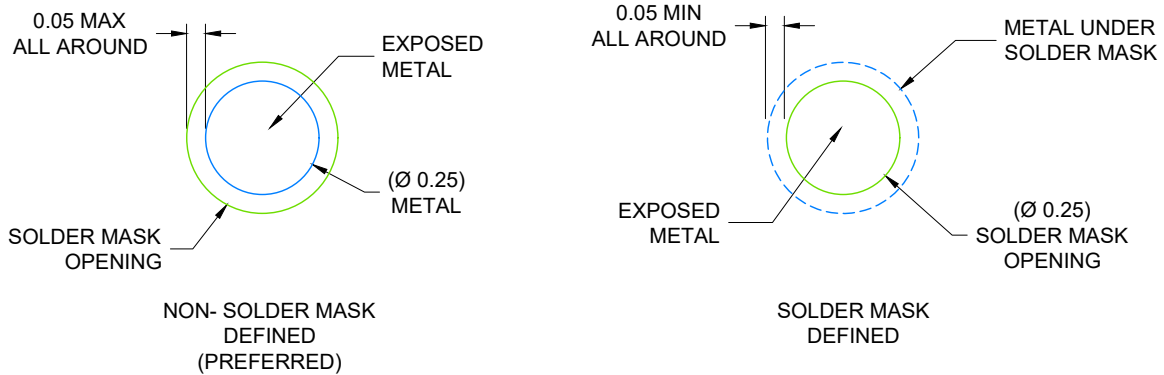 0.05 MAX
ALL AROUND
EXPOSED
METAL
(Ø 0.25)
METAL
SOLDER MASK
OPENING
NON- SOLDER MASK
DEFINED
(PREFERRED)
0.05 MIN
ALL AROUND
METAL UNDER
SOLDER MASK
EXPOSED
METAL
(Ø 0.25)
SOLDER MASK
OPENING
SOLDER MASK
DEFINED